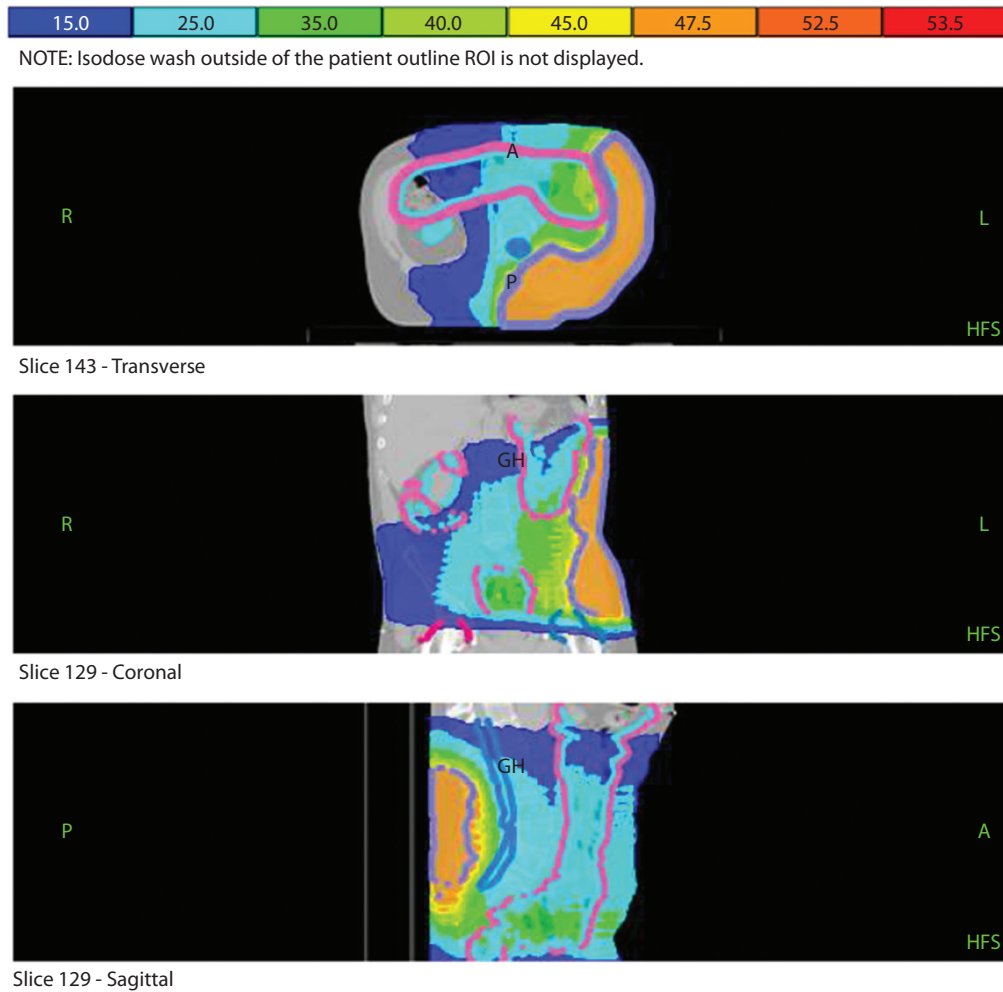 15.0 25.0 35.0 40.0 45.0 47.5 52.5 53.5
NOTE: Isodose wash outside of the patient outline ROI is not displayed.
A
R L
P
HFS
Slice 143 - Transverse
GH
R L
HFS
Slice 129 - Coronal
GH
P A
HFS
Slice 129 - Sagittal